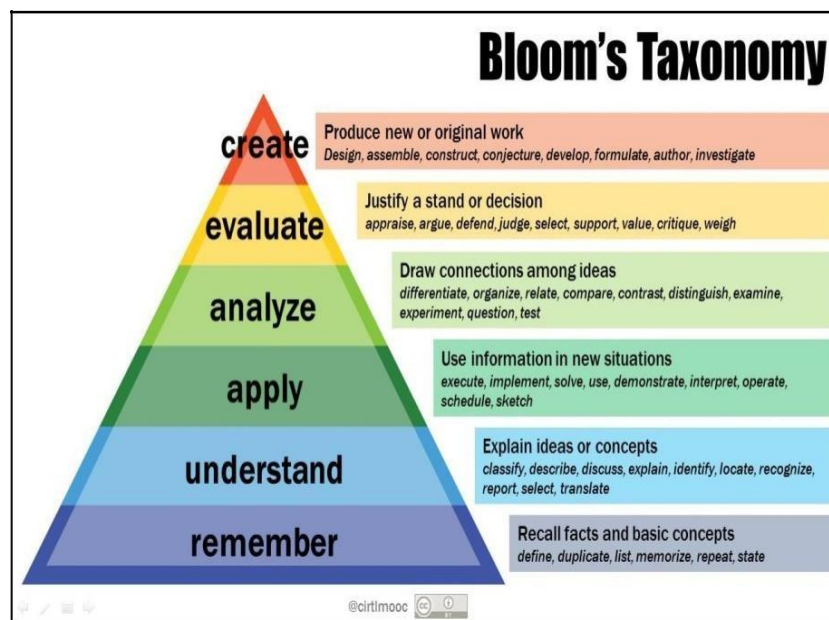 Bloom's Taxonomy
create
Produce new or original work
Design, assemble, construct, conjecture, develop, formulate, author, investigate
evaluate
Justify a stand or decision
appraise, argue, defend, judge, select, support, value, critique, weigh
analyze
Draw connections among ideas
differentiate, organize, relate, compare, contrast, distinguish, examine,
experiment, question, test
apply
Use information in new situations
execute, implement, solve, use, demonstrate, interpret, operate,
schedule, sketch
understand
Explain ideas or concepts
classify, describe, discuss, explain, identify, locate, recognize,
report, select, translate
remember
Recall facts and basic concepts
define, duplicate, list, memorize, repeat, state
@cirtlmooc
cc